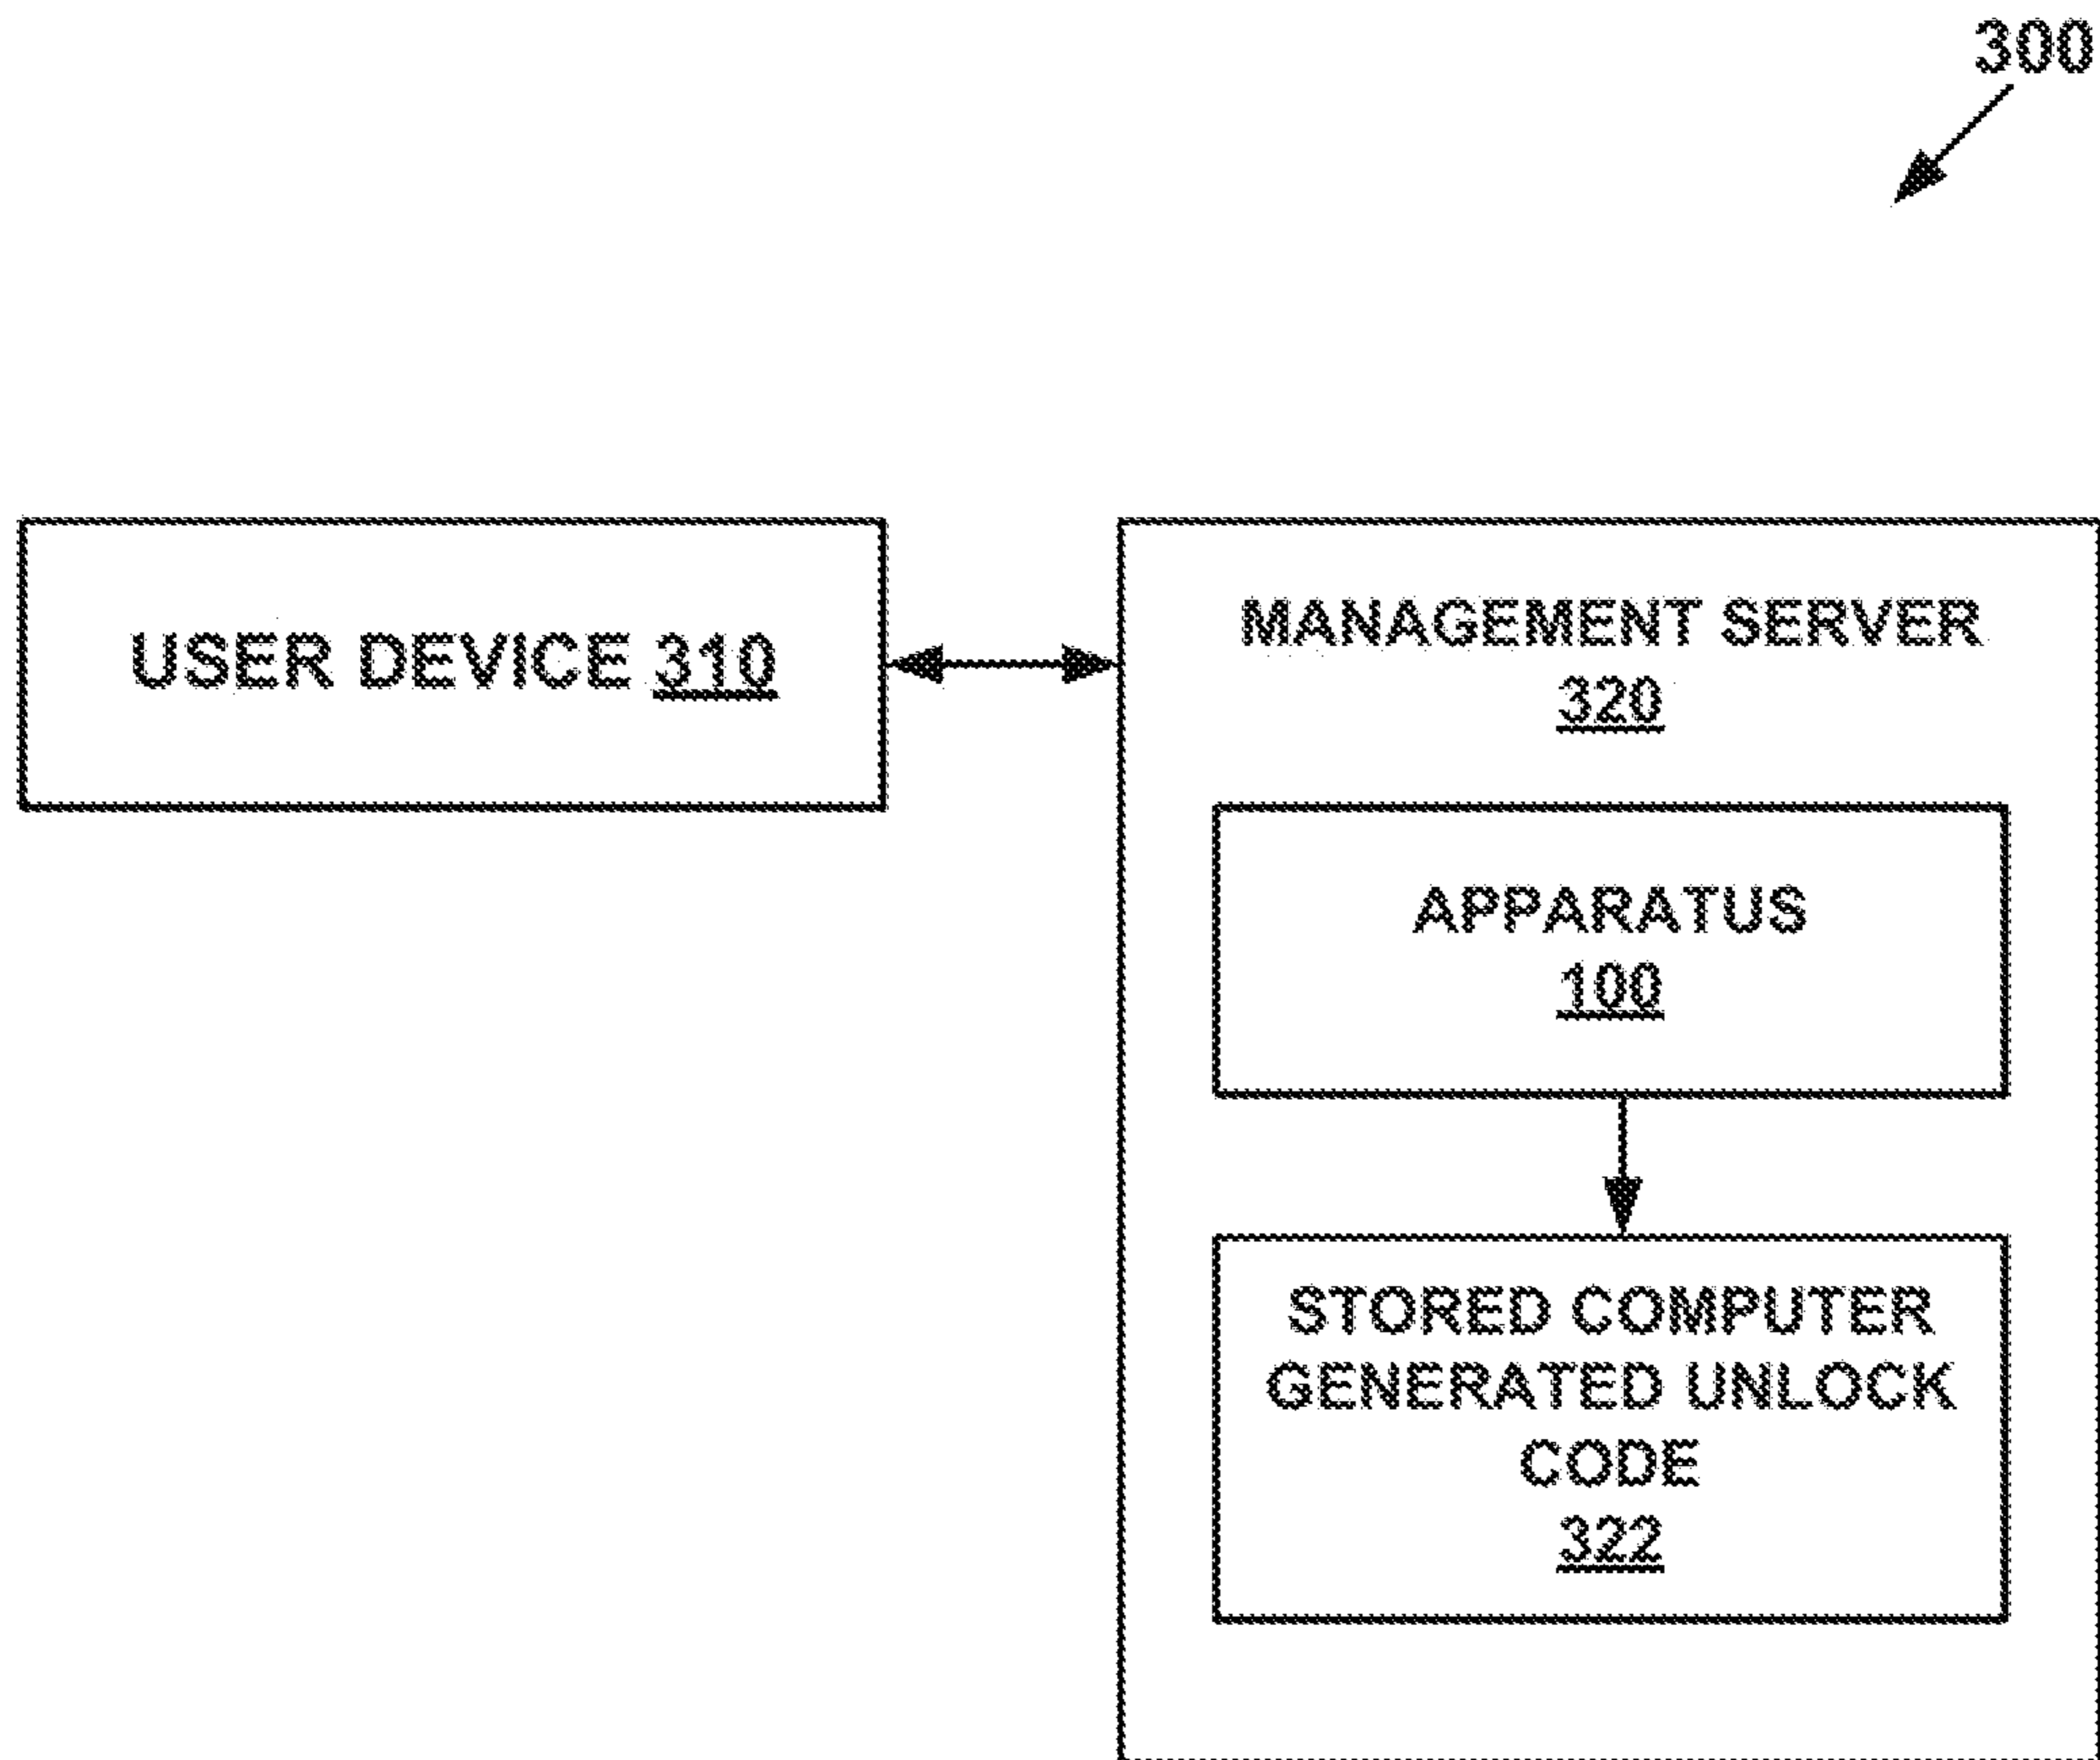 300
USER DEVICE 310
MANAGEMENT SERVER
320
APPARATUS
100
STORED COMPUTER
GENERATED UNLOCK
CODE
322